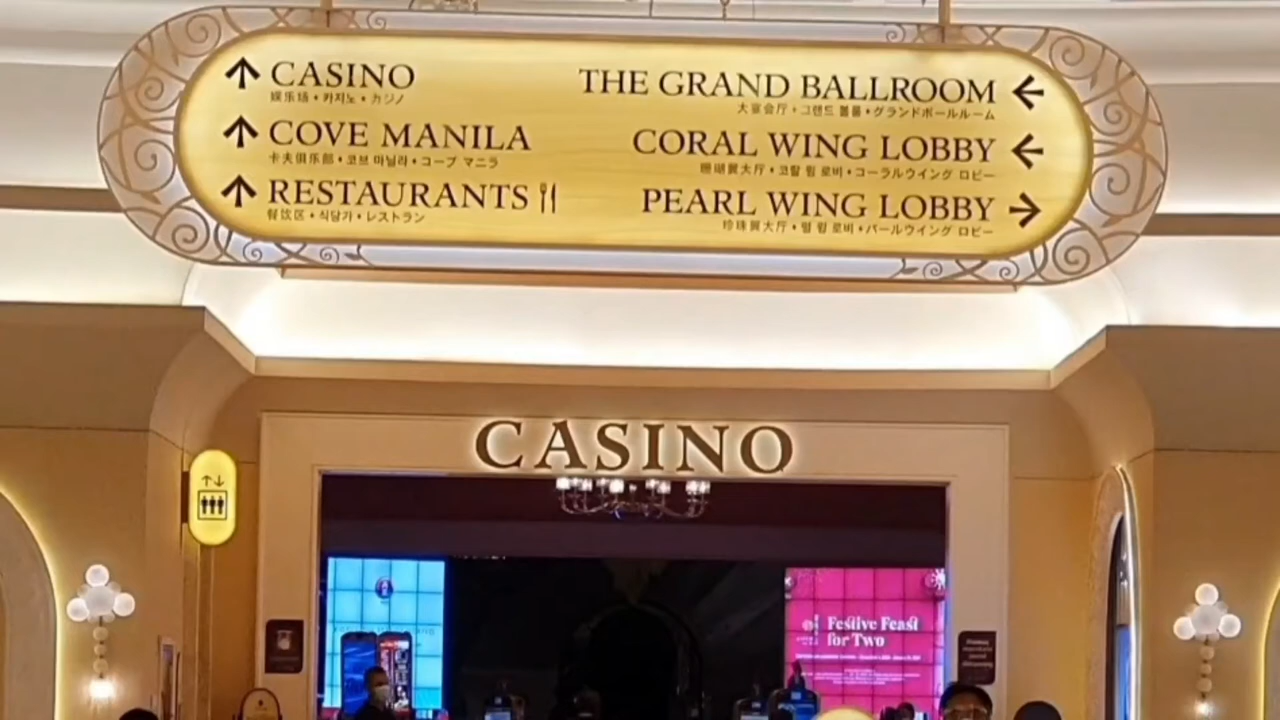 CASINO
娱乐场 • 카지노 • カジノ
COVE MANILA
卡夫俱乐部 • 코브 마닐라 • コーブ マニラ
RESTAURANTS
餐饮区 • 식당가 • レストラン
THE GRAND BALLROOM
大宴会厅 • 그랜드 볼룸 • グランドボールルーム
CORAL WING LOBBY
珊瑚翼大厅 • 코랄 윙 로비 • コーラルウイング ロビー
PEARL WING LOBBY
珍珠翼大厅 • 펄 윙 로비 • パールウイング ロビー
CASINO
Festive Feast
for Two